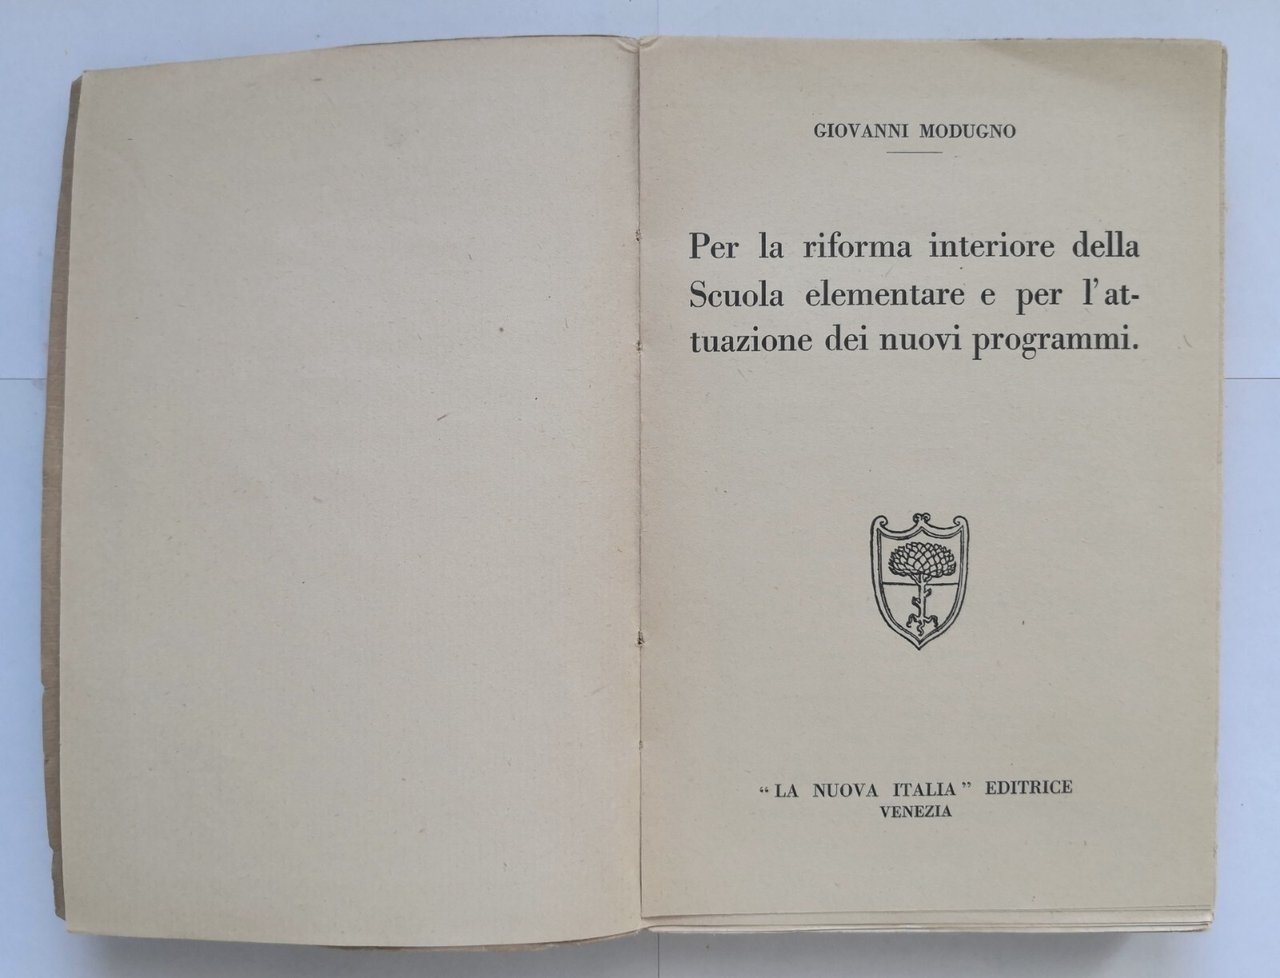 GIOVANNI MODUGNO
Per la riforma interiore della
Scuola elementare e per l'at-
tuazione dei nuovi programmi.
“LA NUOVA ITALIA” EDITRICE
VENEZIA